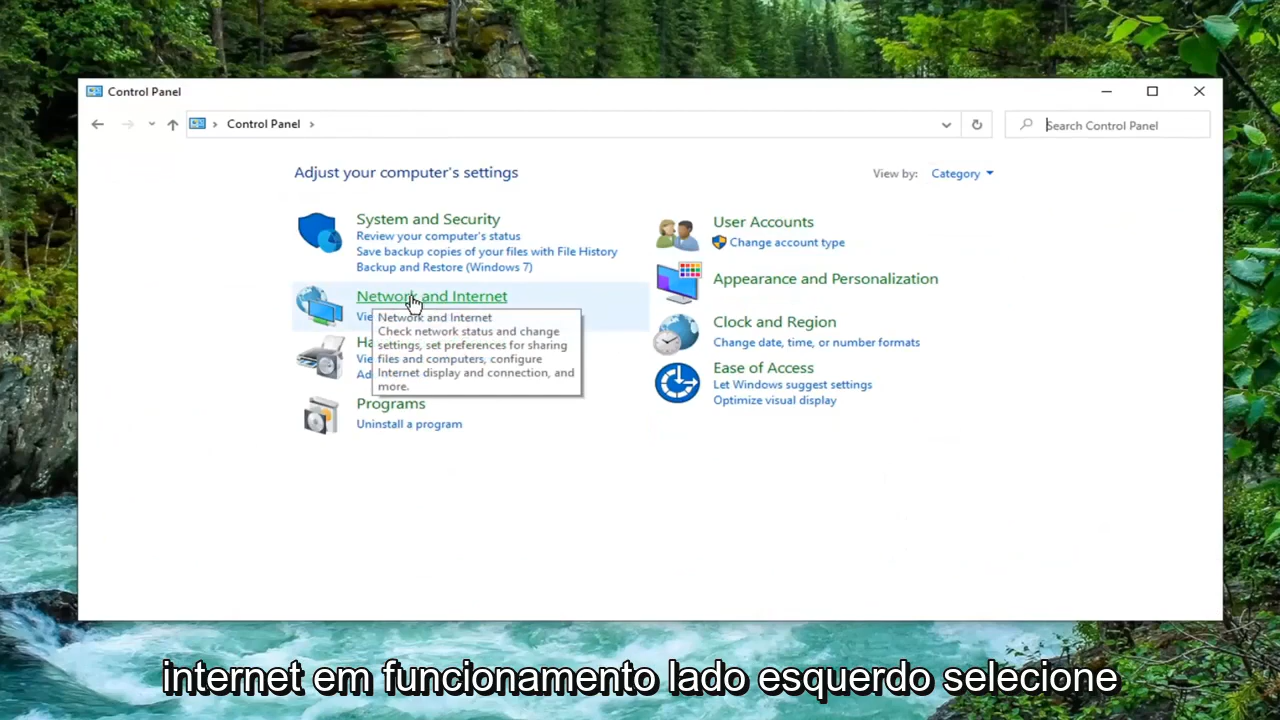 Control Panel
Control Panel
Search Control Panel
Adjust your computer's settings
View by: Category
System and Security
Review your computer's status
Save backup copies of your files with File History
Backup and Restore (Windows 7)
Network and Internet
Network and Internet
Check network status and change
settings, set preferences for sharing
files and computers, configure
Internet display and connection, and
more.
Programs
Uninstall a program
User Accounts
Change account type
Appearance and Personalization
Clock and Region
Change date, time, or number formats
Ease of Access
Let Windows suggest settings
Optimize visual display
internet em funcionamento lado esquerdo selecione